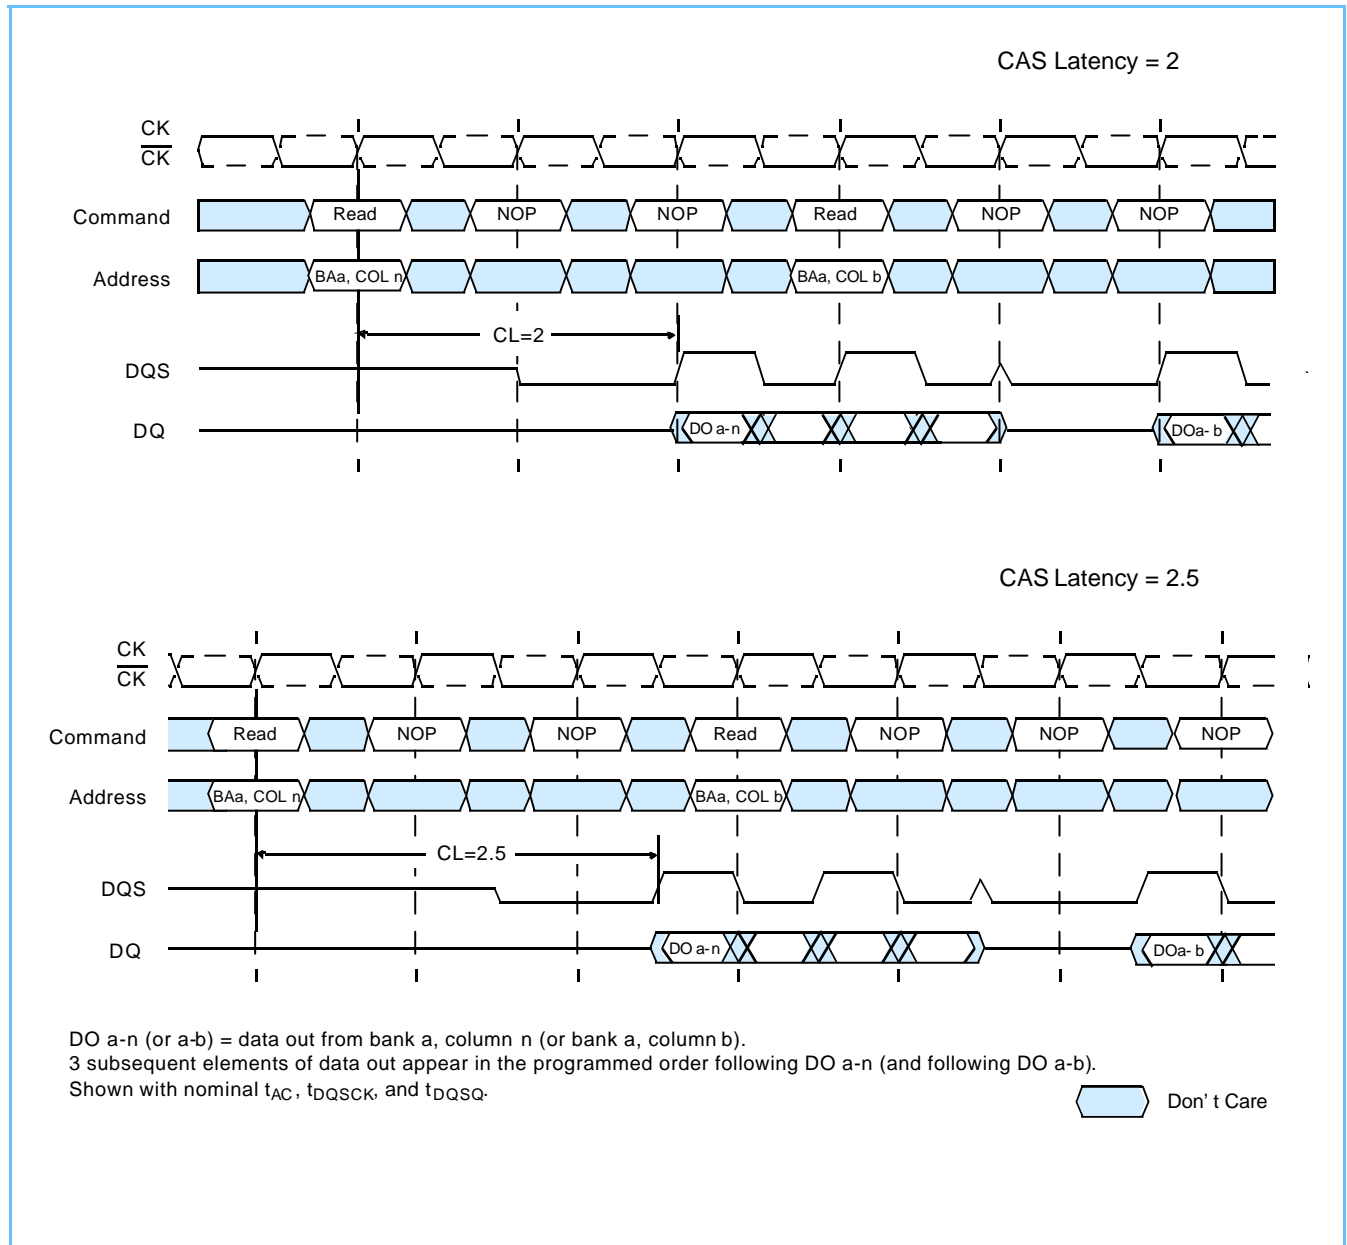 CAS Latency = 2
CK
CK
Command Read NOP NOP Read NOP NOP
Address BAa, COL n BAa, COL b
CL=2
DQS
DQ DO a-n DOa- b
CAS Latency = 2.5
CK
CK
Command Read NOP NOP Read NOP NOP NOP
Address BAa, COL n BAa, COL b
CL=2.5
DQS
DQ DO a-n DOa- b
DO a-n (or a-b) = data out from bank a, column n (or bank a, column b).
3 subsequent elements of data out appear in the programmed order following DO a-n (and following DO a-b).
Shown with nominal tAC, tDQSCK, and tDQSQ.
Don' t Care